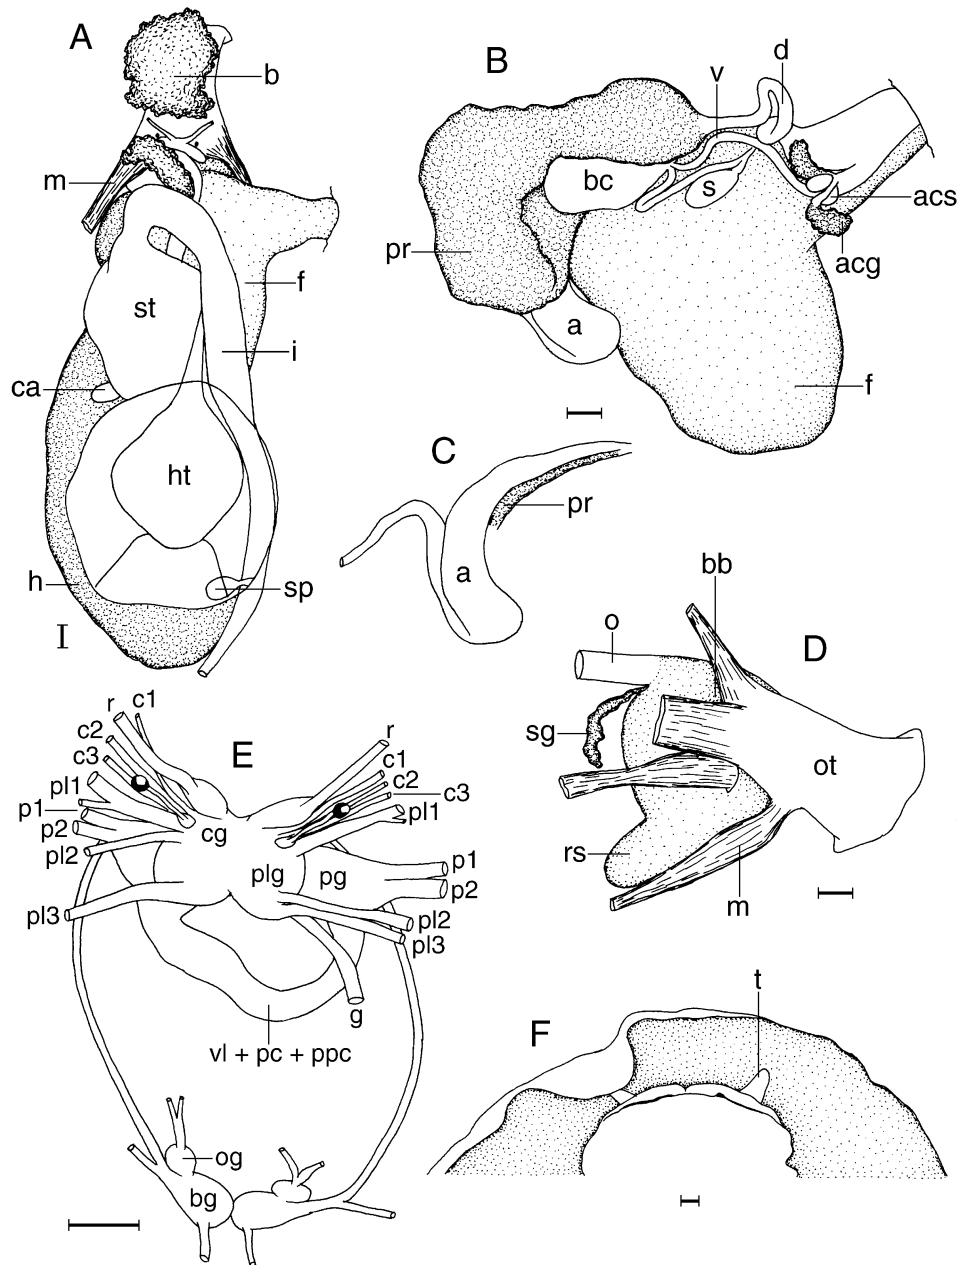 A
b
m
f
st
i
ca
ht
h
sp
B
d
v
bc
s
acs
pr
acg
a
f
C
pr
a
D
bb
o
sg
ot
rs
m
E
r
c1
c2
c3
pl1
p1
p2
pl2
pl3
r
c1
c2
c3
pl1
cg
plg
pg
p1
p2
pl2
pl3
g
vl + pc + ppc
og
bg
F
t